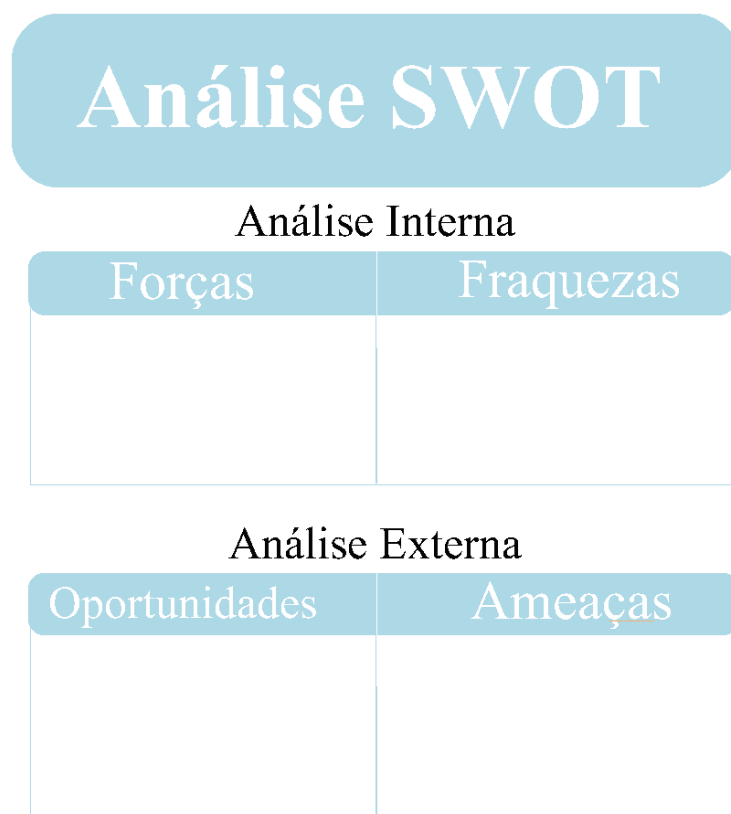 Análise SWOT
Análise Interna
Forças
Fraquezas
Análise Externa
Oportunidades
Ameaças